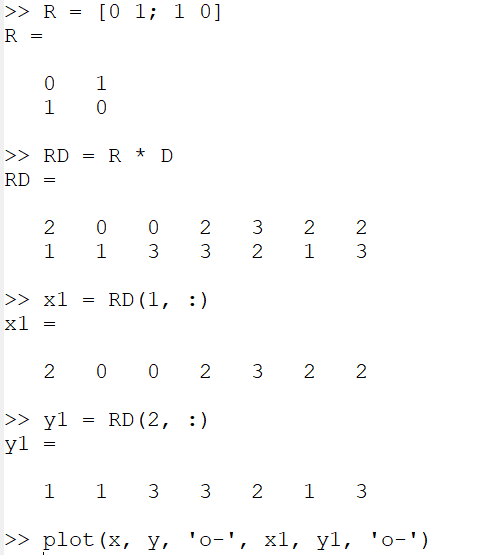 >> R = [0 1; 1 0]
R =
0 1
1 0
>> RD = R * D
RD =
2 0 0 2 3 2 2
1 1 3 3 2 1 3
>> x1 = RD(1, :)
x1 =
2 0 0 2 3 2 2
>> y1 = RD(2, :)
y1 =
1 1 3 3 2 1 3
>> plot(x, y, 'o-', x1, y1, 'o-')